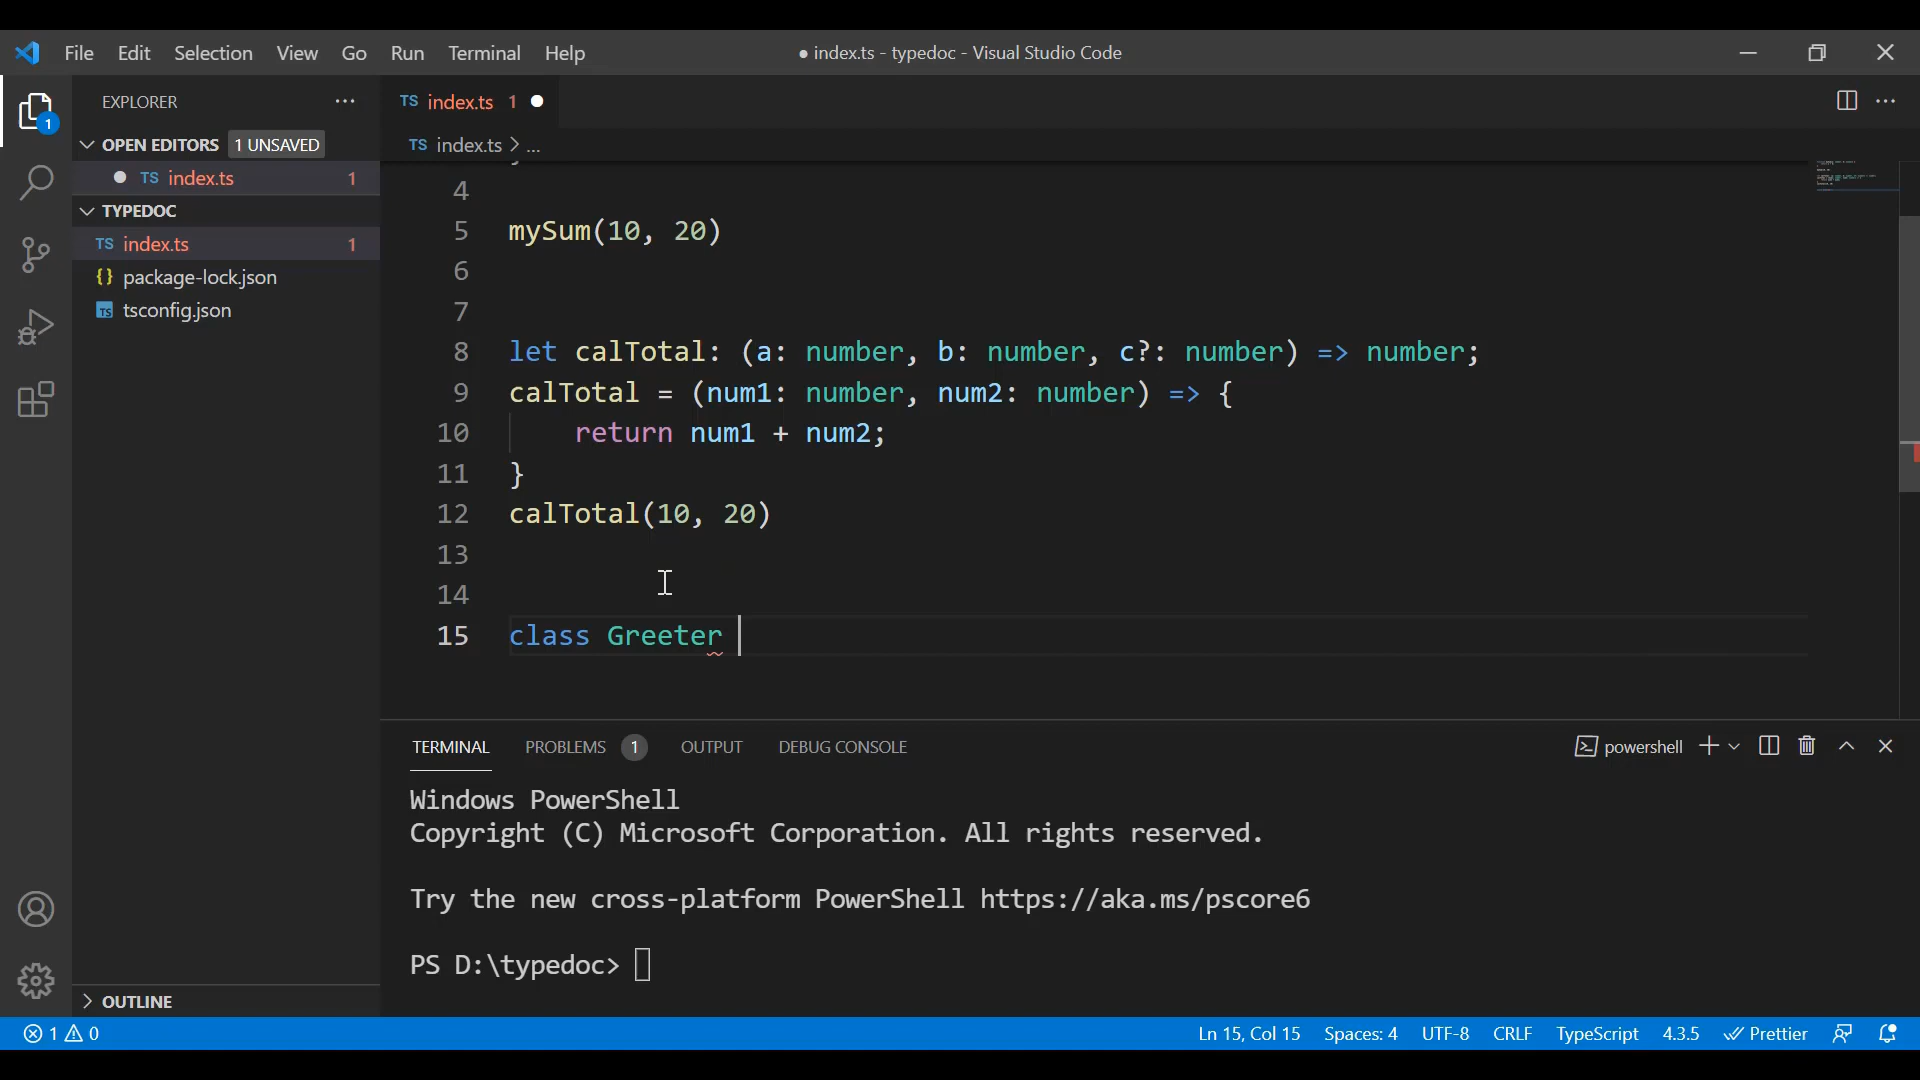 File Edit Selection View Go Run Terminal Help
● index.ts - typedoc - Visual Studio Code
EXPLORER
TS index.ts 1
OPEN EDITORS 1 UNSAVED
TS index.ts > ...
TS index.ts 1
TYPEDOC
TS index.ts 1
{} package-lock.json
TS tsconfig.json
1
4
5 mySum(10, 20)
6
7
8 let calTotal: (a: number, b: number, c?: number) => number;
9 calTotal = (num1: number, num2: number) => {
10 return num1 + num2;
11 }
12 calTotal(10, 20)
13
14
15 class Greeter
TERMINAL PROBLEMS 1 OUTPUT DEBUG CONSOLE
powershell
Windows PowerShell
Copyright (C) Microsoft Corporation. All rights reserved.
Try the new cross-platform PowerShell https://aka.ms/pscore6
PS D:\typedoc>
OUTLINE
1 0
Ln 15, Col 15 Spaces: 4 UTF-8 CRLF TypeScript 4.3.5 Prettier